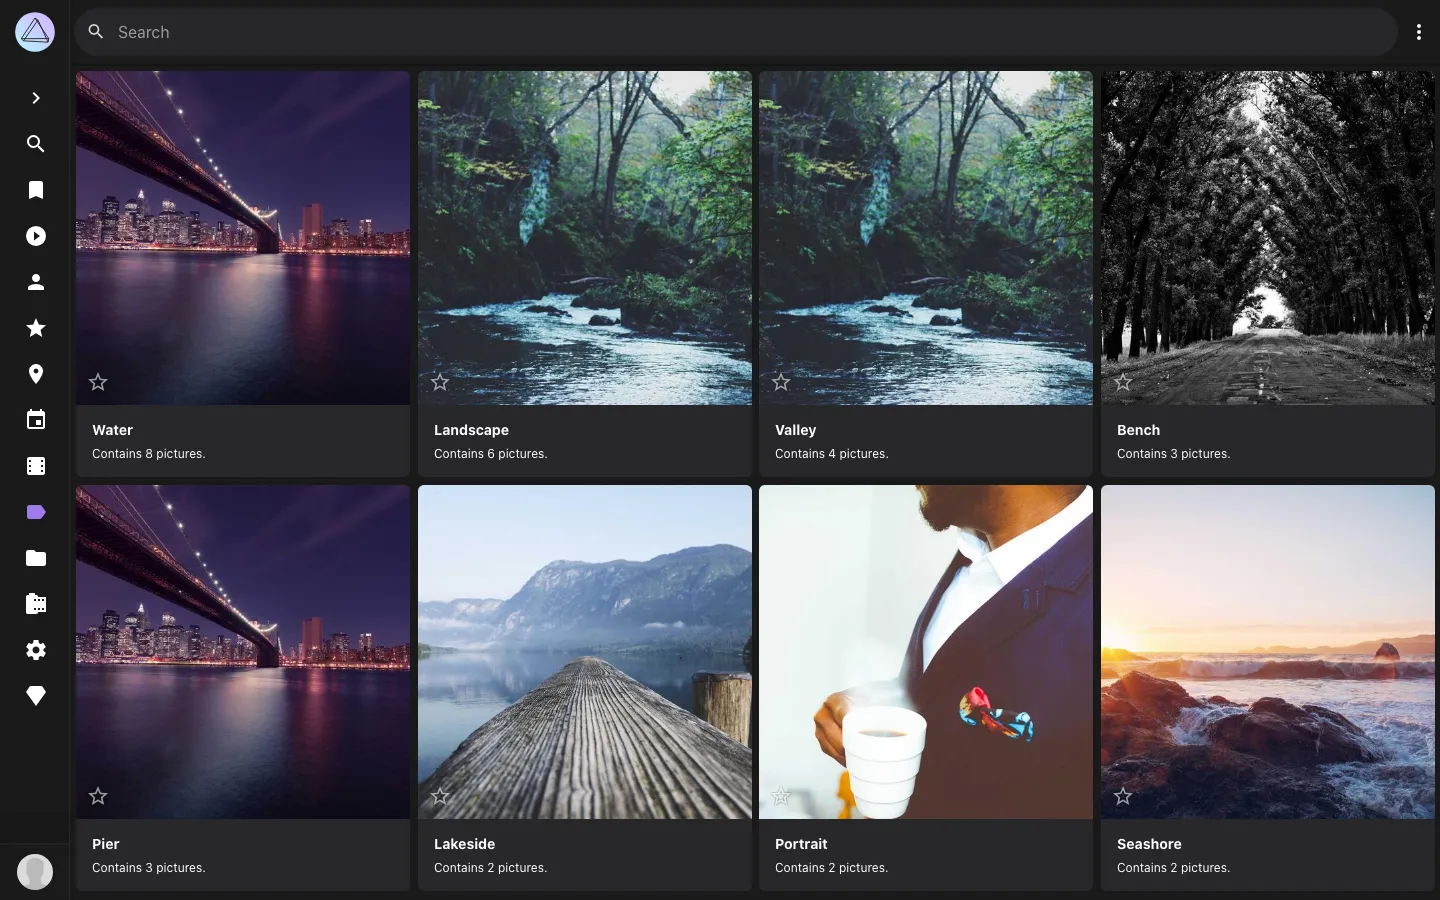 Search
Water
Contains 8 pictures.
Landscape
Contains 6 pictures.
Valley
Contains 4 pictures.
Bench
Contains 3 pictures.
Pier
Contains 3 pictures.
Lakeside
Contains 2 pictures.
Portrait
Contains 2 pictures.
Seashore
Contains 2 pictures.